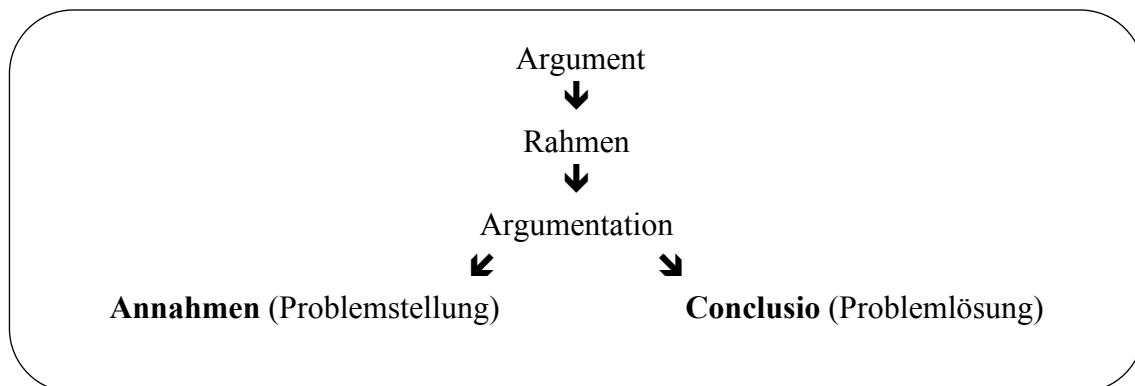 Argument
Rahmen
Argumentation
Annahmen (Problemstellung) Conclusio (Problemlösung)